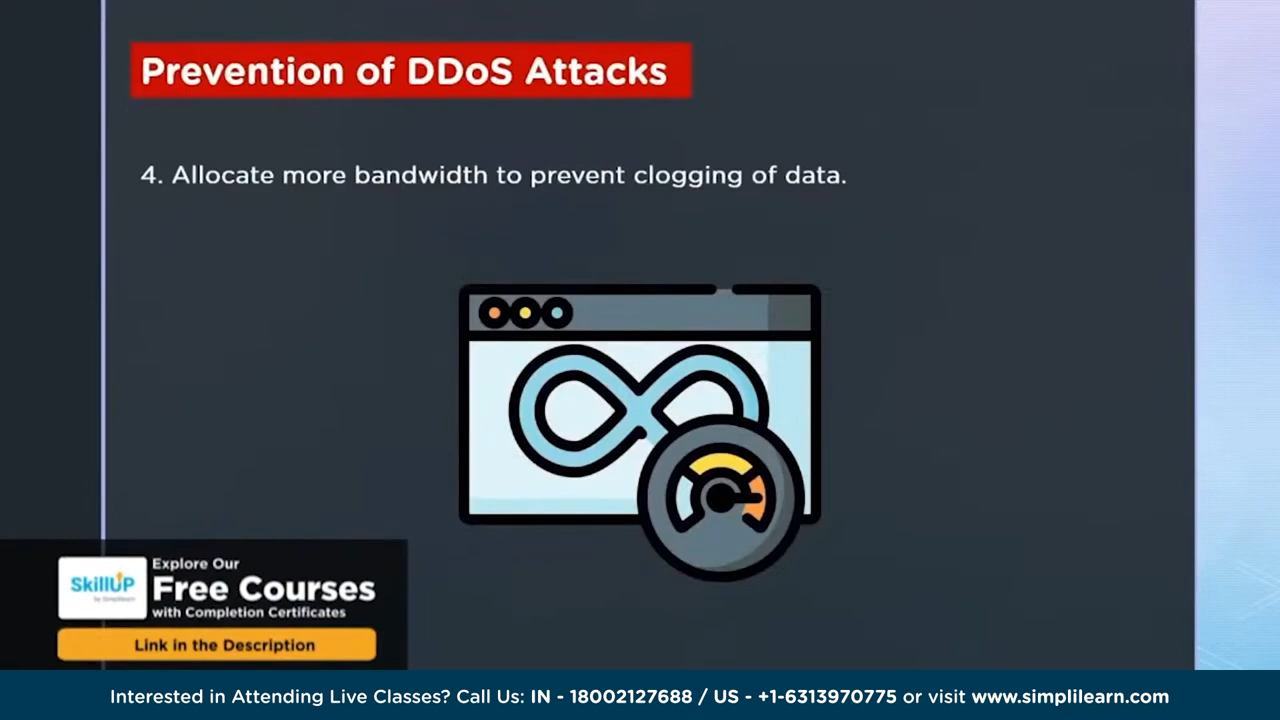 Prevention of DDoS Attacks
4. Allocate more bandwidth to prevent clogging of data.
SkillUP
by Simplilearn
Explore Our
Free Courses
with Completion Certificates
Link in the Description
Interested in Attending Live Classes? Call Us: IN - 18002127688 / US - +1-6313970775 or visit www.simplilearn.com